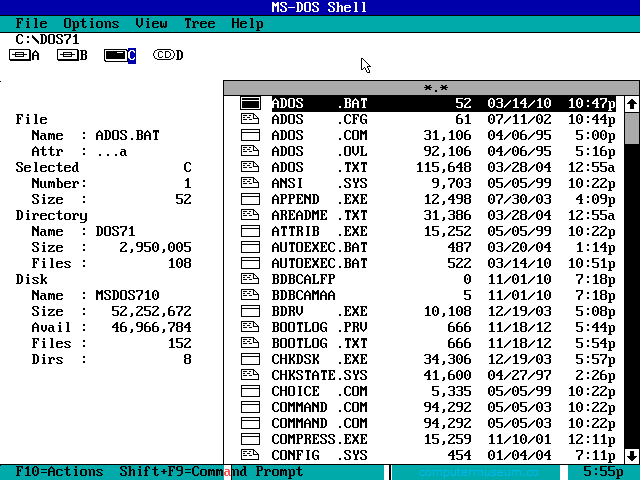 MS-DOS Shell
File  Options  View  Tree  Help
C:\DOS71
A  B  C  CD D
*.*
ADOS    .BAT  52  03/14/10  10:47p
File  ADOS    .CFG  61  07/11/02  10:44p
Name  : ADOS.BAT  ADOS    .COM  31,106  04/06/95  5:00p
Attr  : ...a  ADOS    .OVL  92,106  04/06/95  5:16p
Selected  C  ADOS    .TXT  115,648  03/28/04  12:55a
Number:  1  ANSI    .SYS  9,703  05/05/99  10:22p
Size  :  52  APPEND  .EXE  12,498  07/30/03  4:09p
Directory  AREADME .TXT  31,386  03/28/04  12:55a
Name  : DOS71  ATTRIB  .EXE  15,252  05/05/99  10:22p
Size  :  2,950,005  AUTOEXEC.BAT  487  03/20/04  1:14p
Files :  108  AUTOEXEC.BAT  522  03/14/10  10:51p
Disk  BDBCALFP  0  11/01/10  7:18p
Name  : MSDOS710  BDBCAMAA  5  11/01/10  7:18p
Size  :  52,252,672  BDRV    .EXE  10,108  12/19/03  5:08p
Avail :  46,966,784  BOOTLOG .PRV  666  11/18/12  5:44p
Files :  152  BOOTLOG .TXT  666  11/18/12  5:54p
Dirs  :  8  CHKDSK  .EXE  34,306  12/19/03  5:57p
CHKSTATE.SYS  41,600  04/27/97  2:26p
CHOICE  .COM  5,335  05/05/99  10:22p
COMMAND .COM  94,292  05/05/03  10:22p
COMMAND .COM  94,292  05/05/03  10:22p
COMPRESS.EXE  15,259  11/10/01  12:11p
CONFIG  .SYS  454  01/04/04  7:11p
F10=Actions  Shift+F9=Command Prompt  computermuseum.ca  5:55p